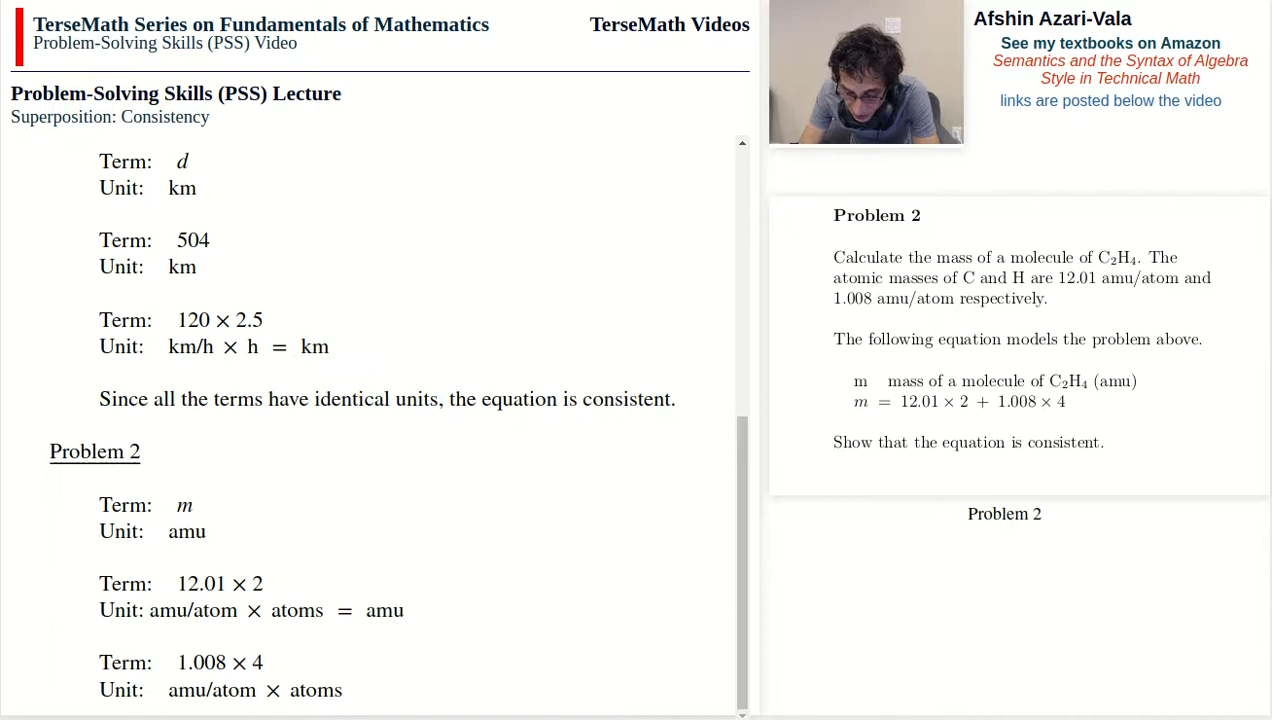 TerseMath Series on Fundamentals of Mathematics
Problem-Solving Skills (PSS) Video
TerseMath Videos
Problem-Solving Skills (PSS) Lecture
Superposition: Consistency
Term: d
Unit: km
Term: 504
Unit: km
Term: 120 × 2.5
Unit: km/h × h = km
Since all the terms have identical units, the equation is consistent.
Problem 2
Term: m
Unit: amu
Term: 12.01 × 2
Unit: amu/atom × atoms = amu
Term: 1.008 × 4
Unit: amu/atom × atoms
Afshin Azari-Vala
See my textbooks on Amazon
Semantics and the Syntax of Algebra
Style in Technical Math
links are posted below the video
Problem 2
Calculate the mass of a molecule of C₂H₄. The
atomic masses of C and H are 12.01 amu/atom and
1.008 amu/atom respectively.
The following equation models the problem above.
m mass of a molecule of C₂H₄ (amu)
m = 12.01 × 2 + 1.008 × 4
Show that the equation is consistent.
Problem 2